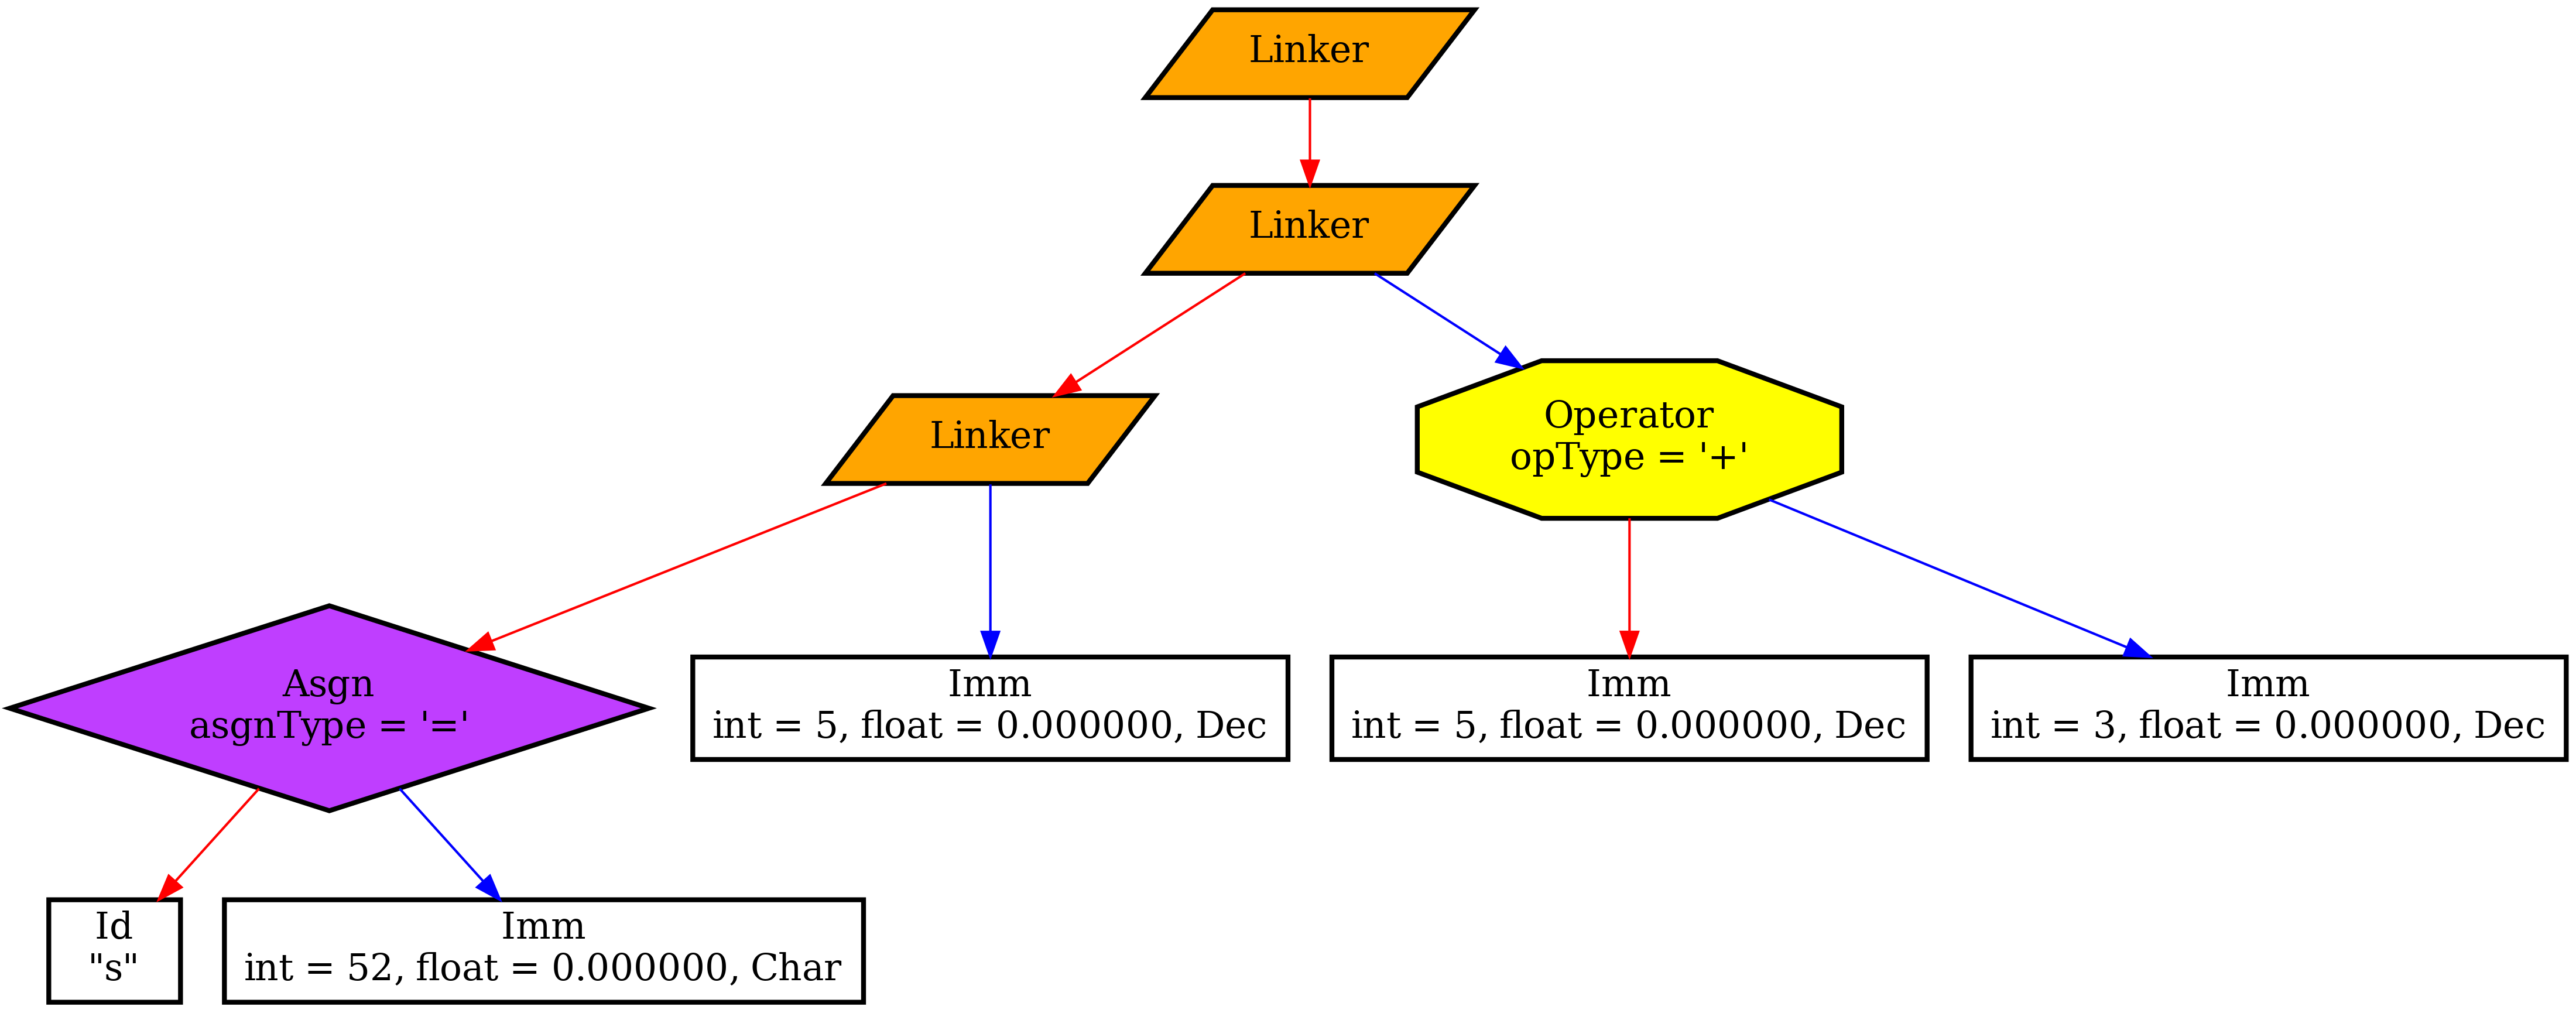 Linker
Linker
Linker
Operator
opType = '+'
Asgn
asgnType = '='
Imm
int = 5, float = 0.000000, Dec
Imm
int = 5, float = 0.000000, Dec
Imm
int = 3, float = 0.000000, Dec
Id
"s"
Imm
int = 52, float = 0.000000, Char